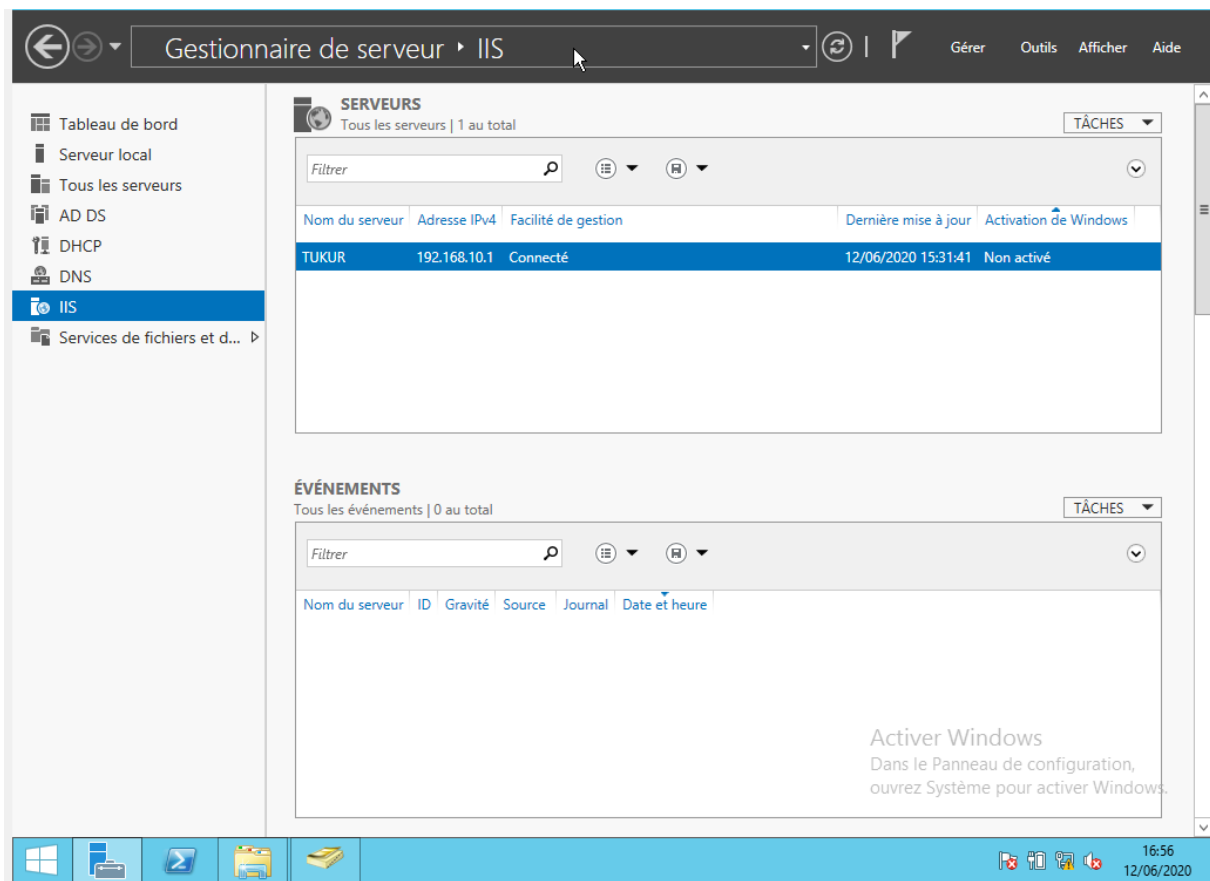 Gestionnaire de serveur ‣ IIS
Gérer Outils Afficher Aide
Tableau de bord
Serveur local
Tous les serveurs
AD DS
DHCP
DNS
IIS
Services de fichiers et d...
SERVEURS
Tous les serveurs | 1 au total
TÂCHES
Filtrer
Nom du serveur Adresse IPv4 Facilité de gestion Dernière mise à jour Activation de Windows
TUKUR 192.168.10.1 Connecté 12/06/2020 15:31:41 Non activé
ÉVÉNEMENTS
Tous les événements | 0 au total
TÂCHES
Filtrer
Nom du serveur ID Gravité Source Journal Date et heure
Activer Windows
Dans le Panneau de configuration,
ouvrez Système pour activer Windows.
16:56
12/06/2020